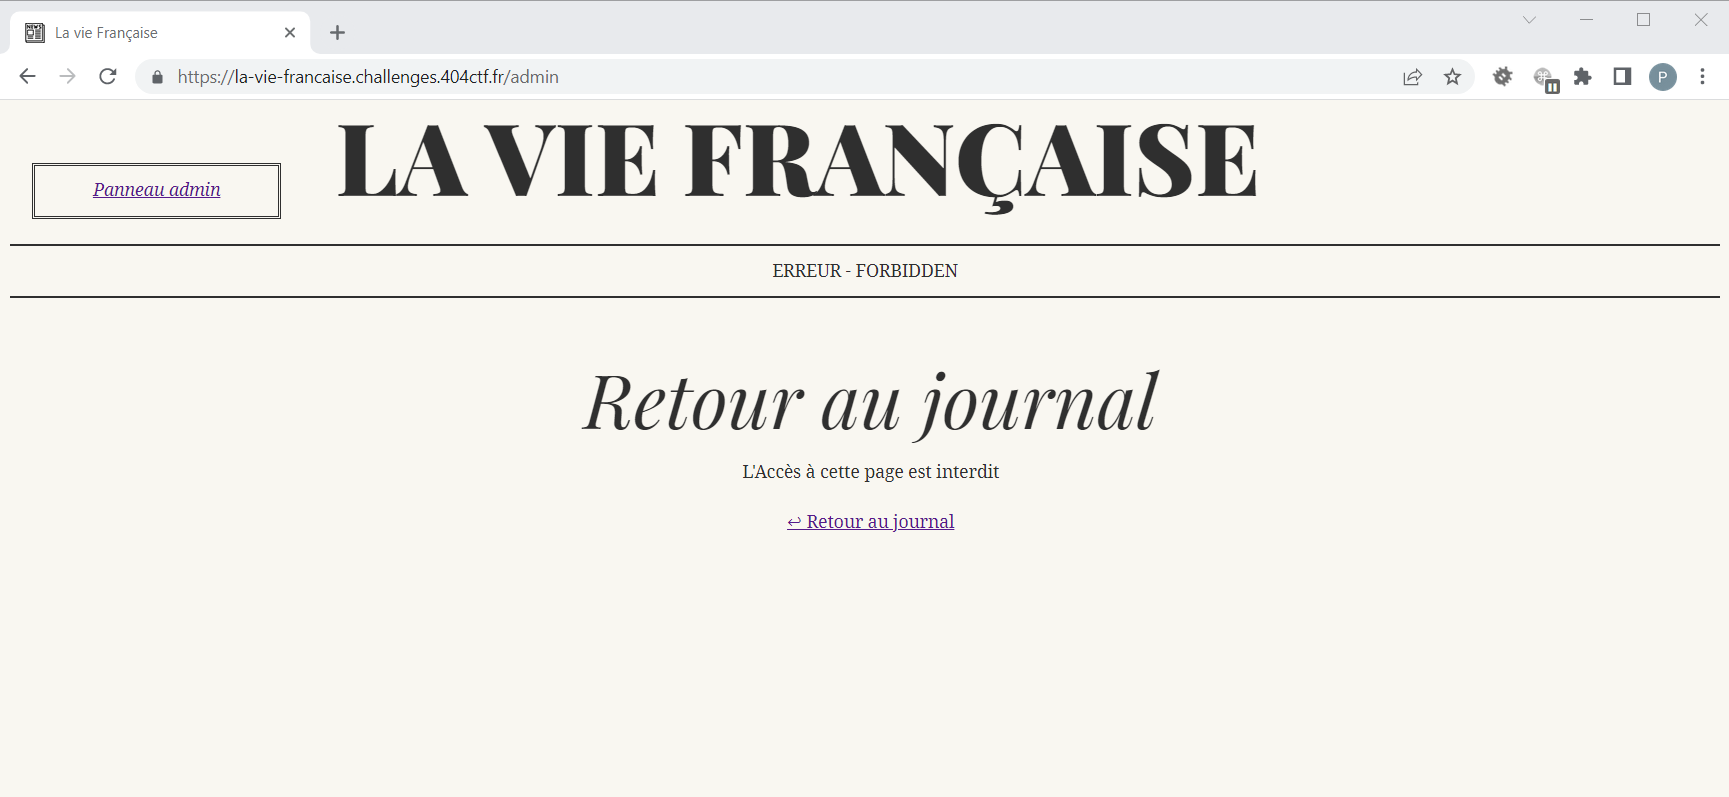 La vie Française
https://la-vie-francaise.challenges.404ctf.fr/admin
P
LA VIE FRANÇAISE
Panneau admin
ERREUR - FORBIDDEN
Retour au journal
L'Accès à cette page est interdit
↩ Retour au journal